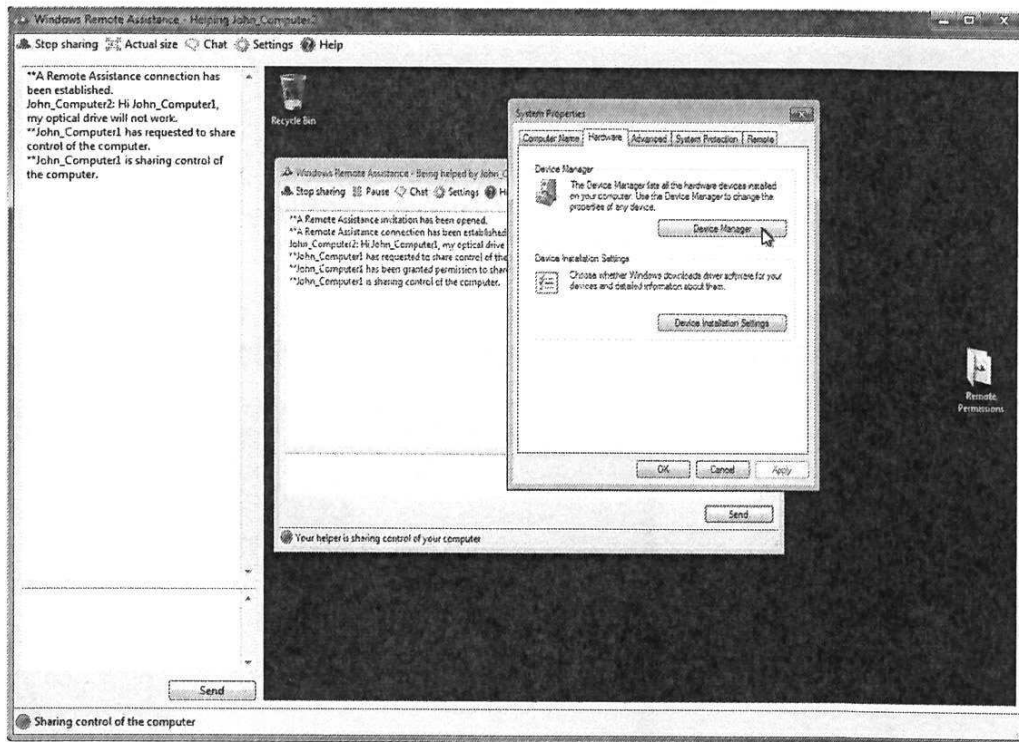 Windows Remote Assistance - Helping John_Computer2
Stop sharing Actual size Chat Settings Help
**A Remote Assistance connection has
been established.
John_Computer2: Hi John_Computer1,
my optical drive will not work.
**John_Computer1 has requested to share
control of the computer.
**John_Computer1 is sharing control of
the computer.
Send
Sharing control of the computer
Recycle Bin
Windows Remote Assistance - Being helped by John_C
Stop sharing Pause Chat Settings H
**A Remote Assistance invitation has been opened.
**A Remote Assistance connection has been established
John_Computer2: Hi John_Computer1, my optical drive
**John_Computer1 has requested to share control of the
**John_Computer1 has been granted permission to shar
**John_Computer1 is sharing control of the computer.
Send
Your helper is sharing control of your computer
System Properties
Computer Name Hardware Advanced System Protection Remote
Device Manager
The Device Manager lists all the hardware devices installed
on your computer. Use the Device Manager to change the
properties of any device.
Device Manager
Device Installation Settings
Choose whether Windows downloads driver software for your
devices and detailed information about them.
Device Installation Settings
OK Cancel Apply
Remote
Permissions